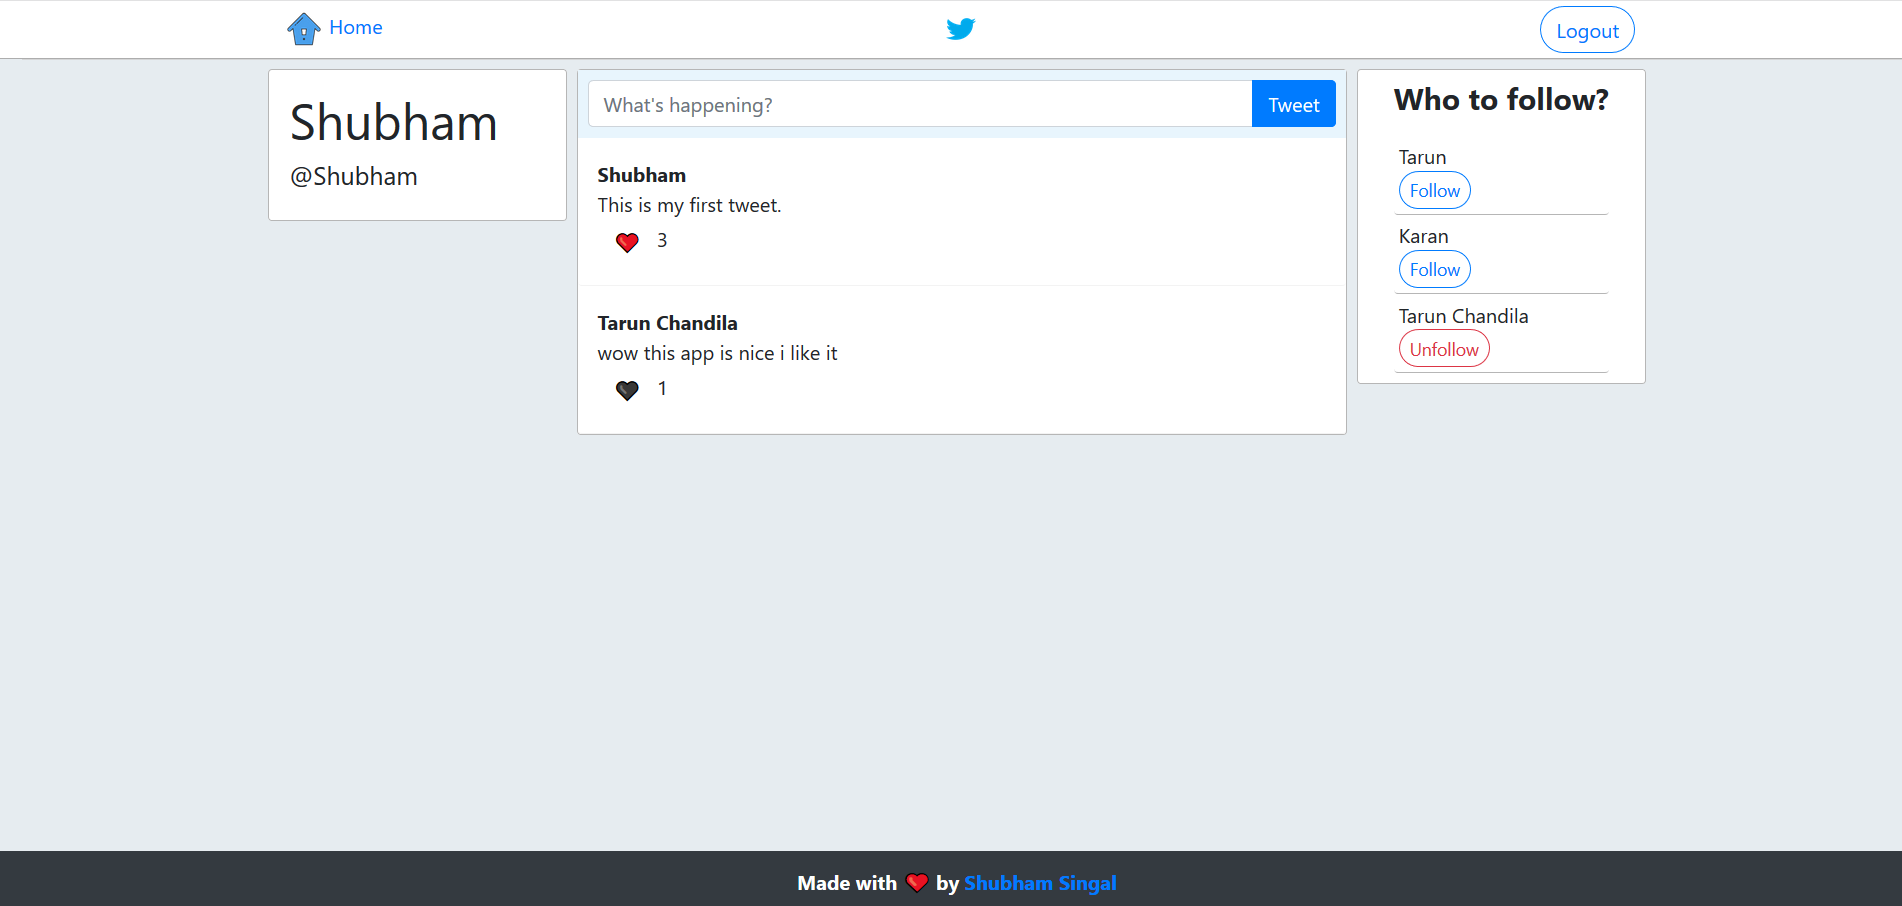 Home
Logout
Shubham
@Shubham
What's happening?
Tweet
Shubham
This is my first tweet.
3
Tarun Chandila
wow this app is nice i like it
1
Who to follow?
Tarun
Follow
Karan
Follow
Tarun Chandila
Unfollow
Made with by Shubham Singal